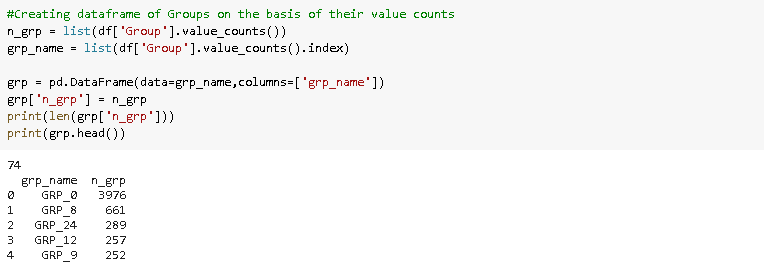 #Creating dataframe of Groups on the basis of their value counts
n_grp = list(df['Group'].value_counts())
grp_name = list(df['Group'].value_counts().index)

grp = pd.DataFrame(data=grp_name,columns=['grp_name'])
grp['n_grp'] = n_grp
print(len(grp['n_grp']))
print(grp.head())

74
  grp_name  n_grp
0    GRP_0   3976
1    GRP_8    661
2   GRP_24    289
3   GRP_12    257
4    GRP_9    252